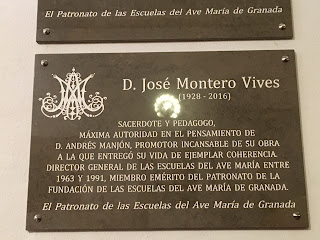 El Patronato de las Escuelas del Ave María de Granada
D. José Montero Vives
(1928 - 2016)
SACERDOTE Y PEDAGOGO,
MÁXIMA AUTORIDAD EN EL PENSAMIENTO DE
D. ANDRÉS MANJÓN, PROMOTOR INCANSABLE DE SU OBRA
A LA QUE ENTREGÓ SU VIDA DE EJEMPLAR COHERENCIA.
DIRECTOR GENERAL DE LAS ESCUELAS DEL AVE MARÍA ENTRE
1963 Y 1991, MIEMBRO EMÉRITO DEL PATRONATO DE LA
FUNDACIÓN DE LAS ESCUELAS DEL AVE MARÍA DE GRANADA.
El Patronato de las Escuelas del Ave María de Granada